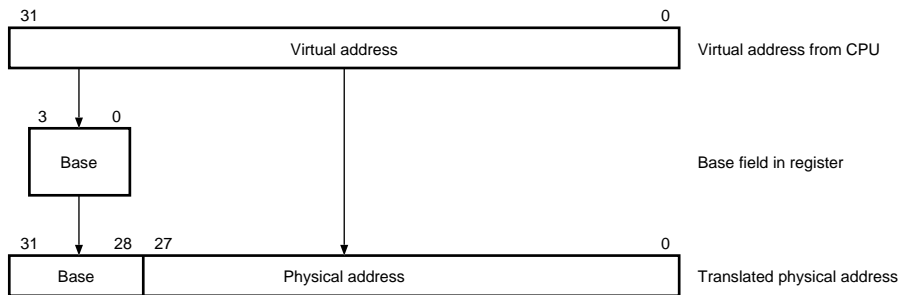 31 0
Virtual address Virtual address from CPU
3 0
Base Base field in register
31 28 27 0
Base Physical address Translated physical address